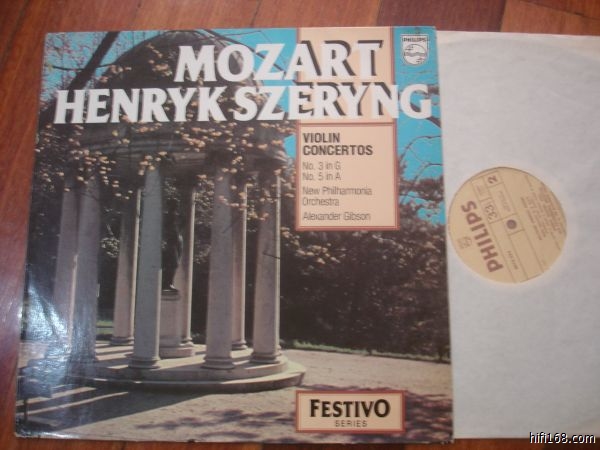 MOZART
HENRYK SZERYNG
PHILIPS
VIOLIN
CONCERTOS
No. 3 in G
No. 5 in A
New Philharmonia
Orchestra
Alexander Gibson
FESTIVO
SERIES
PHILIPS
33
2
hifi168.com